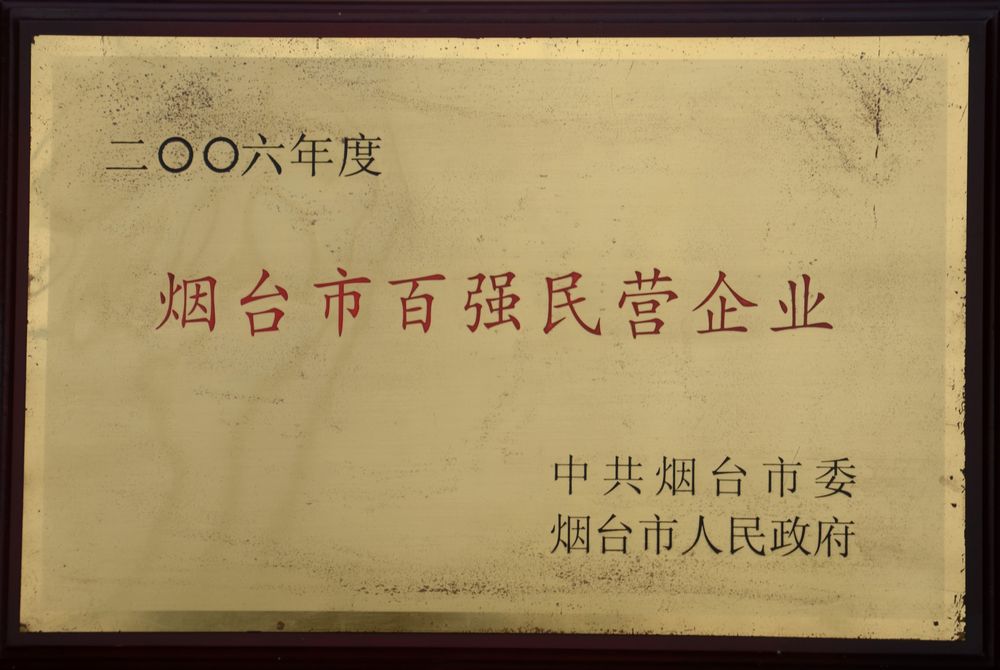 二〇〇六年度
烟台市百强民营企业
中共烟台市委
烟台市人民政府